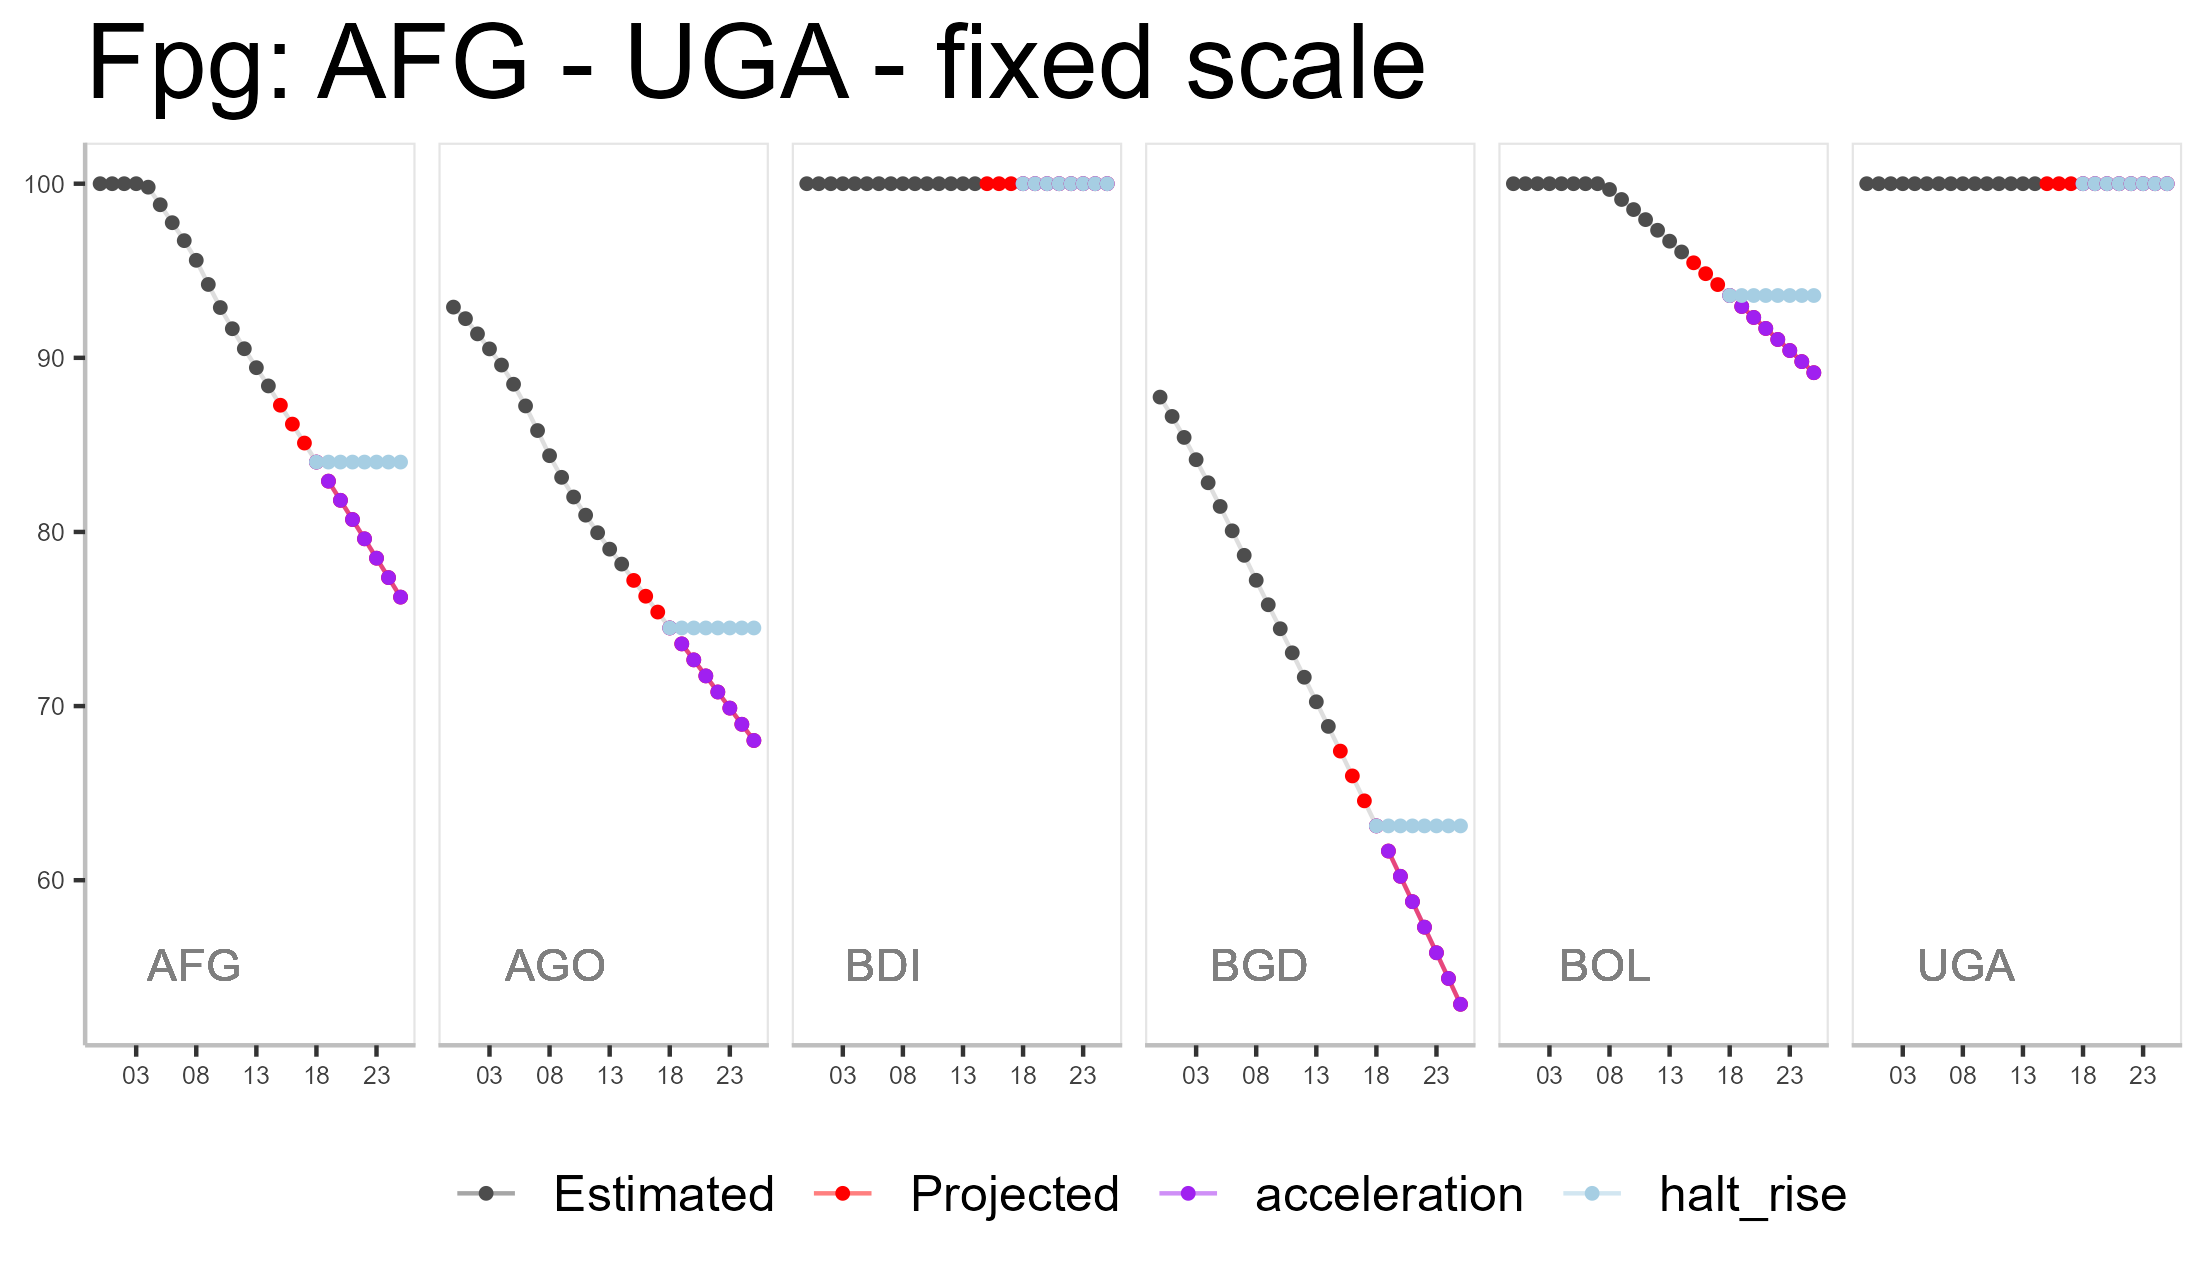 Fpg: AFG - UGA - fixed scale
100
90
80
70
60
AFG
AGO
BDI
BGD
BOL
UGA
03 08 13 18 23
03 08 13 18 23
03 08 13 18 23
03 08 13 18 23
03 08 13 18 23
03 08 13 18 23
Estimated Projected acceleration halt_rise